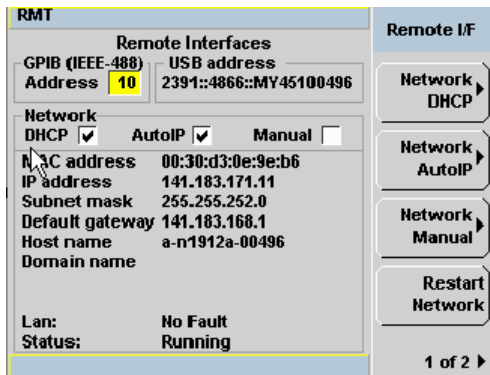 RMT
Remote Interfaces
GPIB (IEEE-488) USB address
Address 10 2391::4866::MY45100496
Network
DHCP AutoIP Manual
MAC address 00:30:d3:0e:9e:b6
IP address 141.183.171.11
Subnet mask 255.255.252.0
Default gateway 141.183.168.1
Host name a-n1912a-00496
Domain name
Lan: No Fault
Status: Running
Remote I/F
Network
DHCP
Network
AutoIP
Network
Manual
Restart
Network
1 of 2